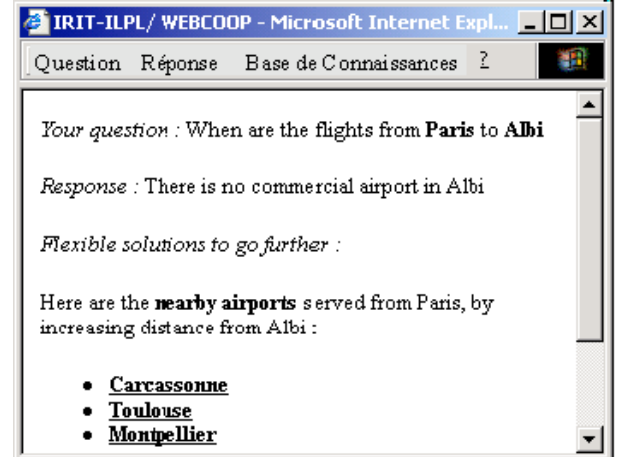 IRIT-ILPL/ WEBCOOP - Microsoft Internet Expl...
Question Réponse Base de Connaissances ?
Your question : When are the flights from Paris to Albi
Response : There is no commercial airport in Albi
Flexible solutions to go further :
Here are the nearby airports served from Paris, by
increasing distance from Albi :
• Carcassonne
• Toulouse
• Montpellier